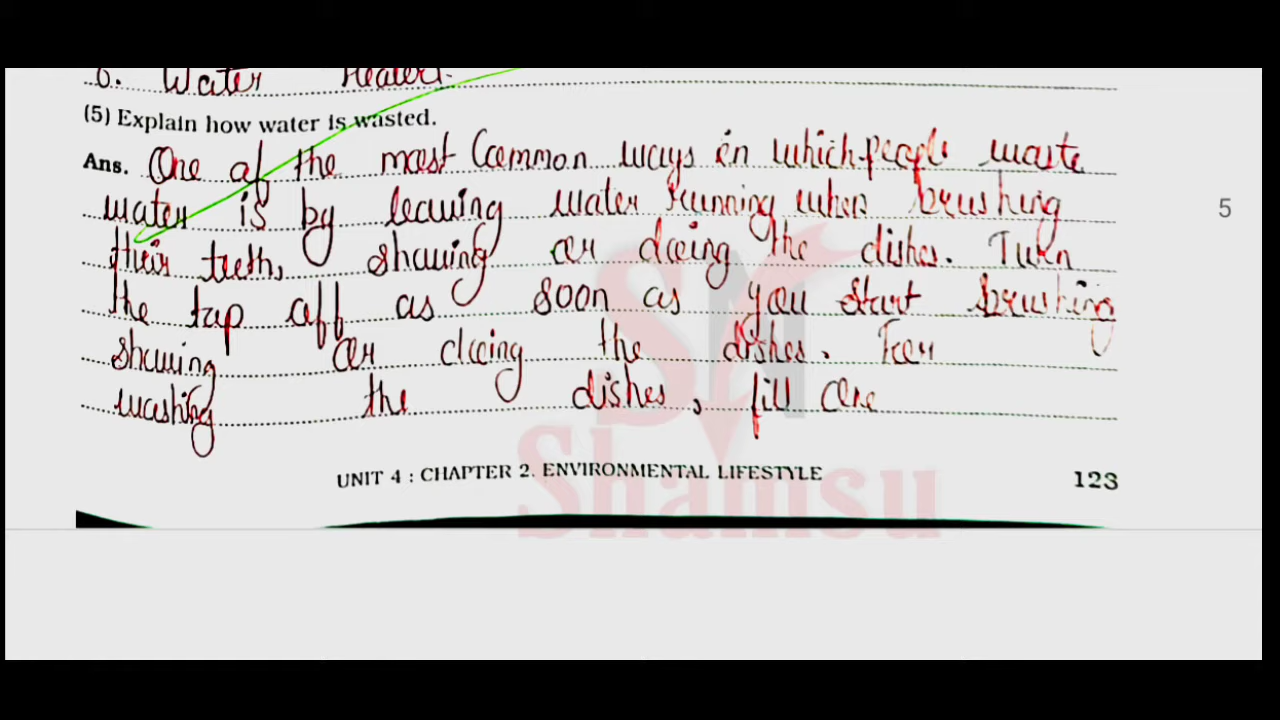 6. Water Heater.
(5) Explain how water is wasted.
Ans. One of the most Common ways in which people waste
water is by leaving water running when brushing
their teeth, shaving or doing the dishes. Turn
the tap off as soon as you start brushing
shaving or doing the dishes. For
washing the dishes, fill one
5
SM
Shamsu
UNIT 4 : CHAPTER 2. ENVIRONMENTAL LIFESTYLE 123